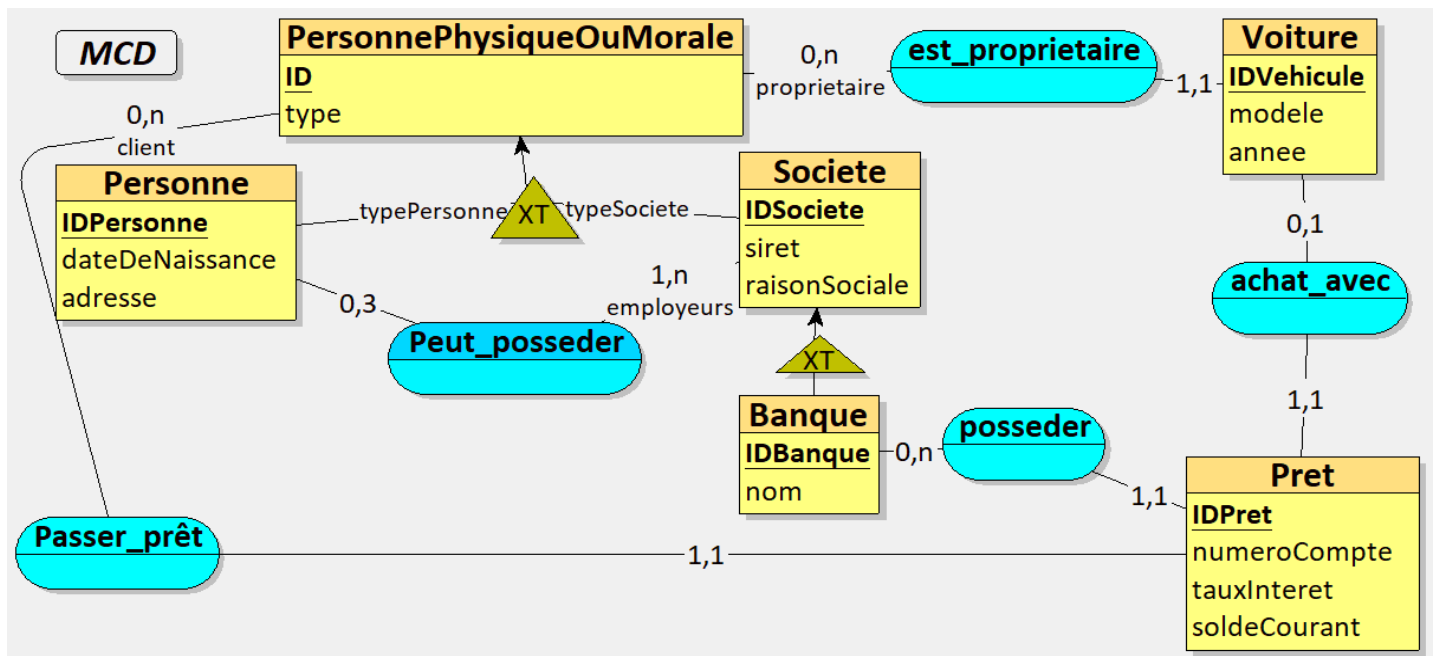 MCD
PersonnePhysiqueOuMorale
ID
type
0,n
proprietaire
est_proprietaire
1,1
Voiture
IDVehicule
modele
annee
0,n
client
Personne
IDPersonne
dateDeNaissance
adresse
typePersonne
XT
typeSociete
Societe
IDSociete
siret
raisonSociale
0,1
achat_avec
1,1
0,3
Peut_posseder
1,n
employeurs
XT
Banque
IDBanque
nom
0,n
posseder
1,1
Pret
IDPret
numeroCompte
tauxInteret
soldeCourant
Passer_prêt
1,1